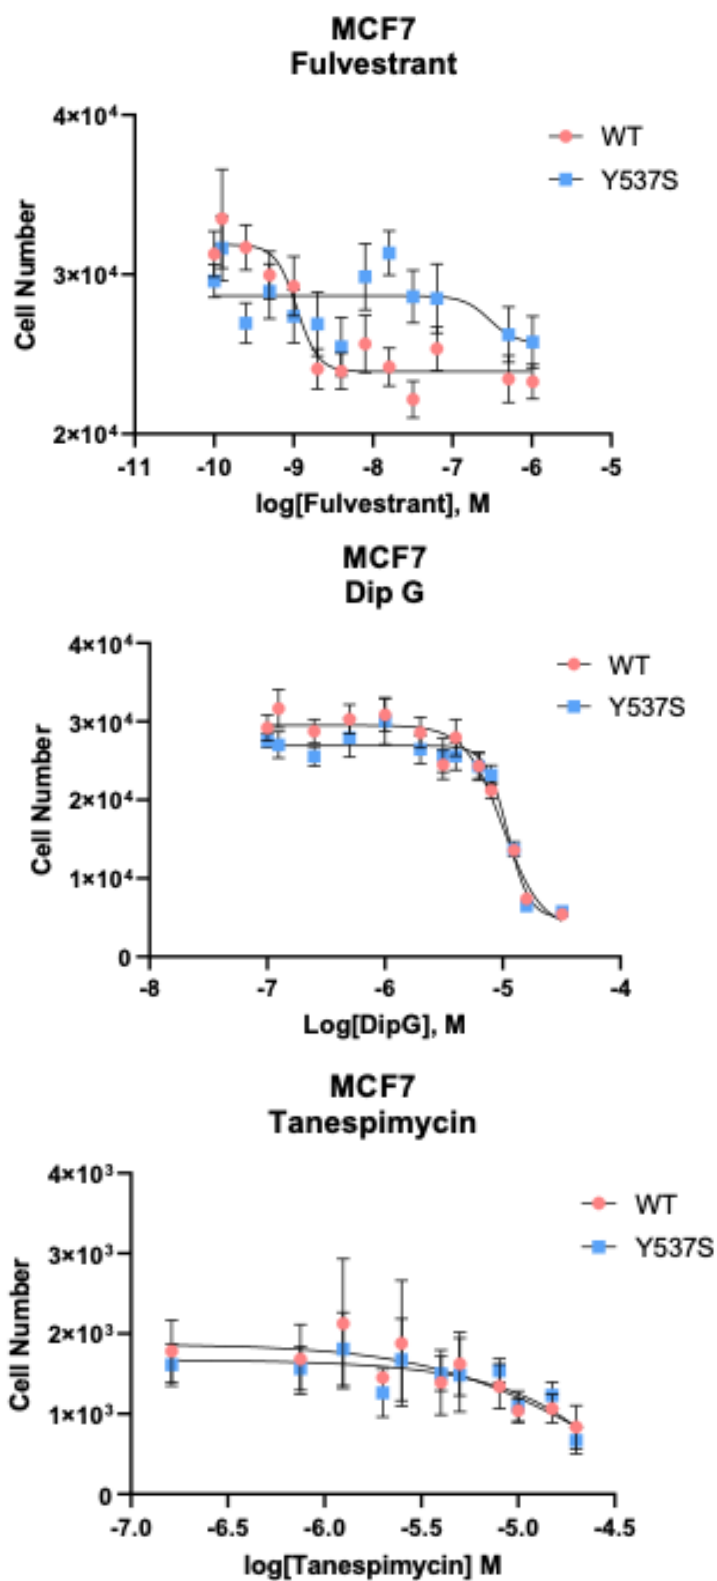 MCF7
Fulvestrant
4×10⁴
3×10⁴
2×10⁴
Cell Number
WT
Y537S
-11 -10 -9 -8 -7 -6 -5
log[Fulvestrant], M
MCF7
Dip G
4×10⁴
3×10⁴
2×10⁴
1×10⁴
0
Cell Number
WT
Y537S
-8 -7 -6 -5 -4
Log[DipG], M
MCF7
Tanespimycin
4×10³
3×10³
2×10³
1×10³
0
Cell Number
WT
Y537S
-7.0 -6.5 -6.0 -5.5 -5.0 -4.5
log[Tanespimycin] M